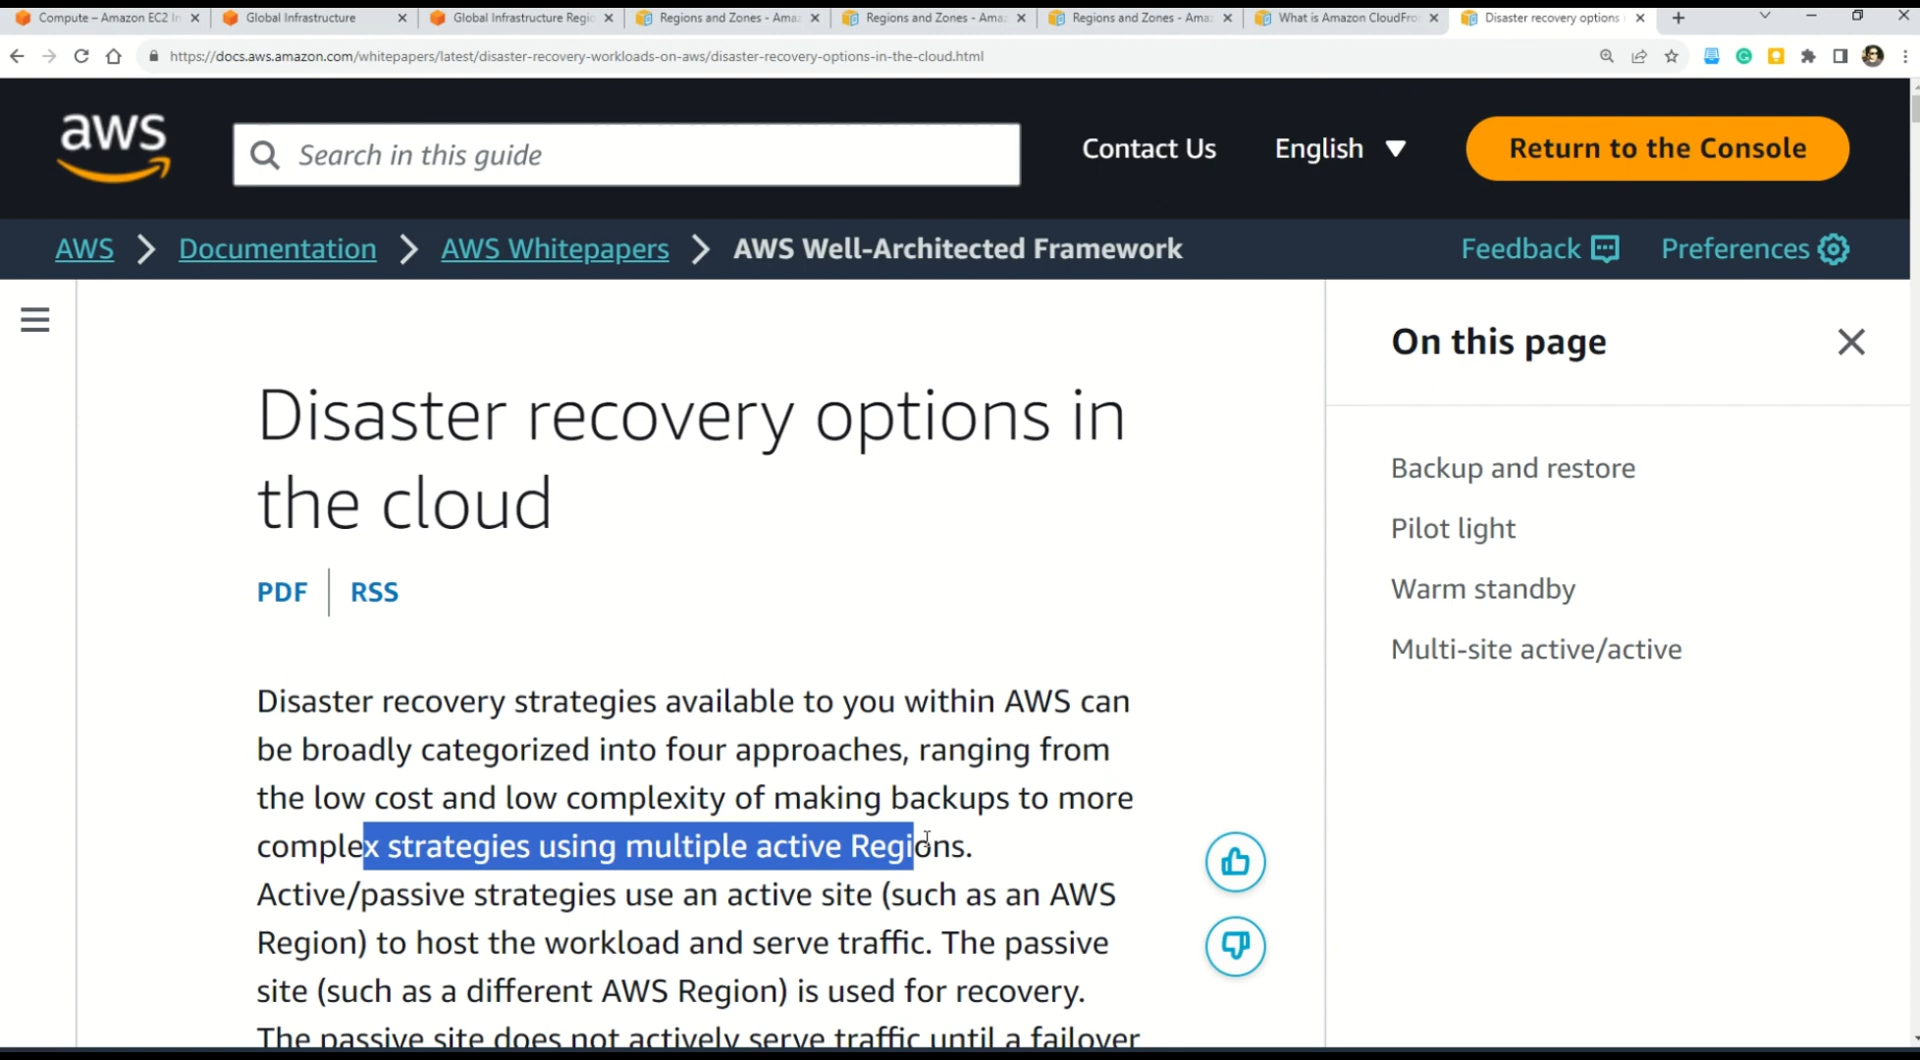 Compute – Amazon EC2 In
Global Infrastructure
Global Infrastructure Regio
Regions and Zones - Amaz
Regions and Zones - Amaz
Regions and Zones - Amaz
What is Amazon CloudFro
Disaster recovery options
https://docs.aws.amazon.com/whitepapers/latest/disaster-recovery-workloads-on-aws/disaster-recovery-options-in-the-cloud.html
aws
Search in this guide
Contact Us
English
Return to the Console
AWS > Documentation > AWS Whitepapers > AWS Well-Architected Framework
Feedback
Preferences
Disaster recovery options in
the cloud
PDF | RSS
Disaster recovery strategies available to you within AWS can
be broadly categorized into four approaches, ranging from
the low cost and low complexity of making backups to more
complex strategies using multiple active Regions.
Active/passive strategies use an active site (such as an AWS
Region) to host the workload and serve traffic. The passive
site (such as a different AWS Region) is used for recovery.
The passive site does not actively serve traffic until a failover
On this page
Backup and restore
Pilot light
Warm standby
Multi-site active/active